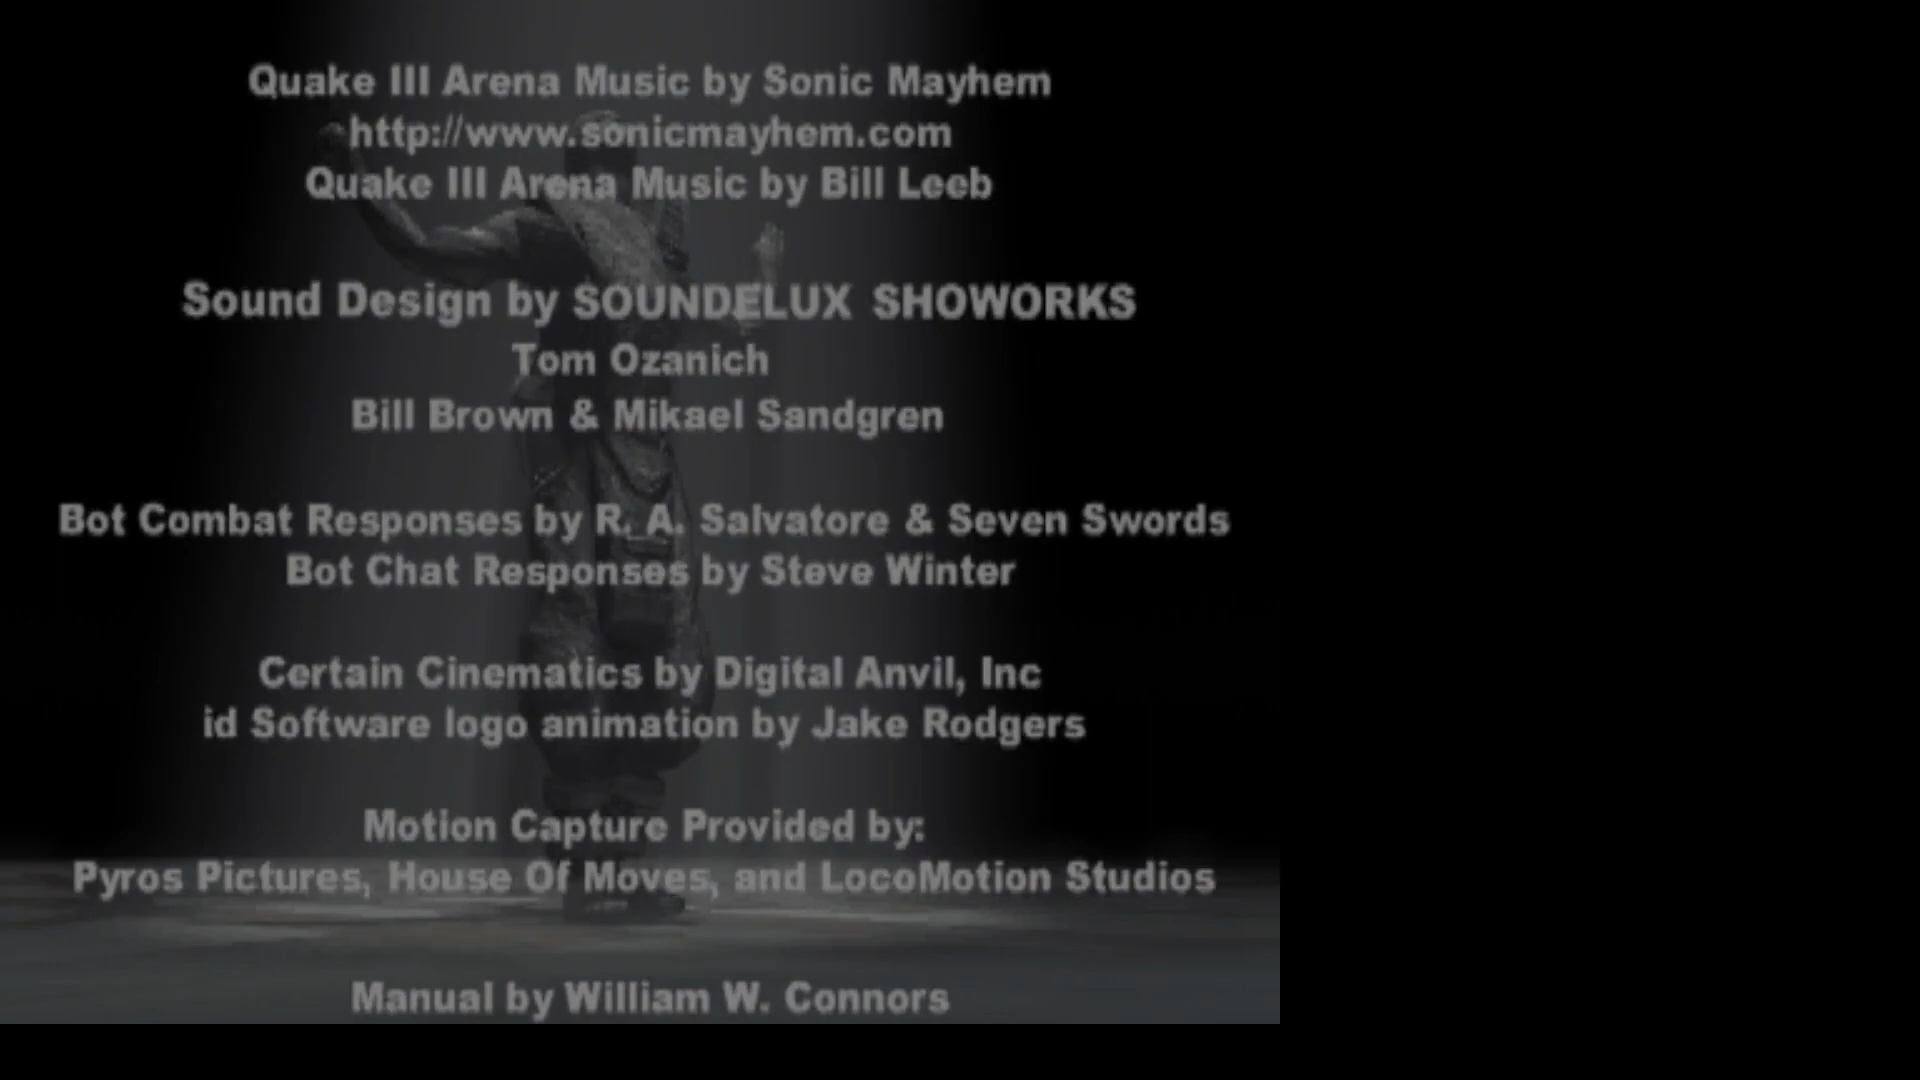 Quake III Arena Music by Sonic Mayhem
http://www.sonicmayhem.com
Quake III Arena Music by Bill Leeb
Sound Design by SOUNDELUX SHOWORKS
Tom Ozanich
Bill Brown & Mikael Sandgren
Bot Combat Responses by R. A. Salvatore & Seven Swords
Bot Chat Responses by Steve Winter
Certain Cinematics by Digital Anvil, Inc
id Software logo animation by Jake Rodgers
Motion Capture Provided by:
Pyros Pictures, House Of Moves, and LocoMotion Studios
Manual by William W. Connors